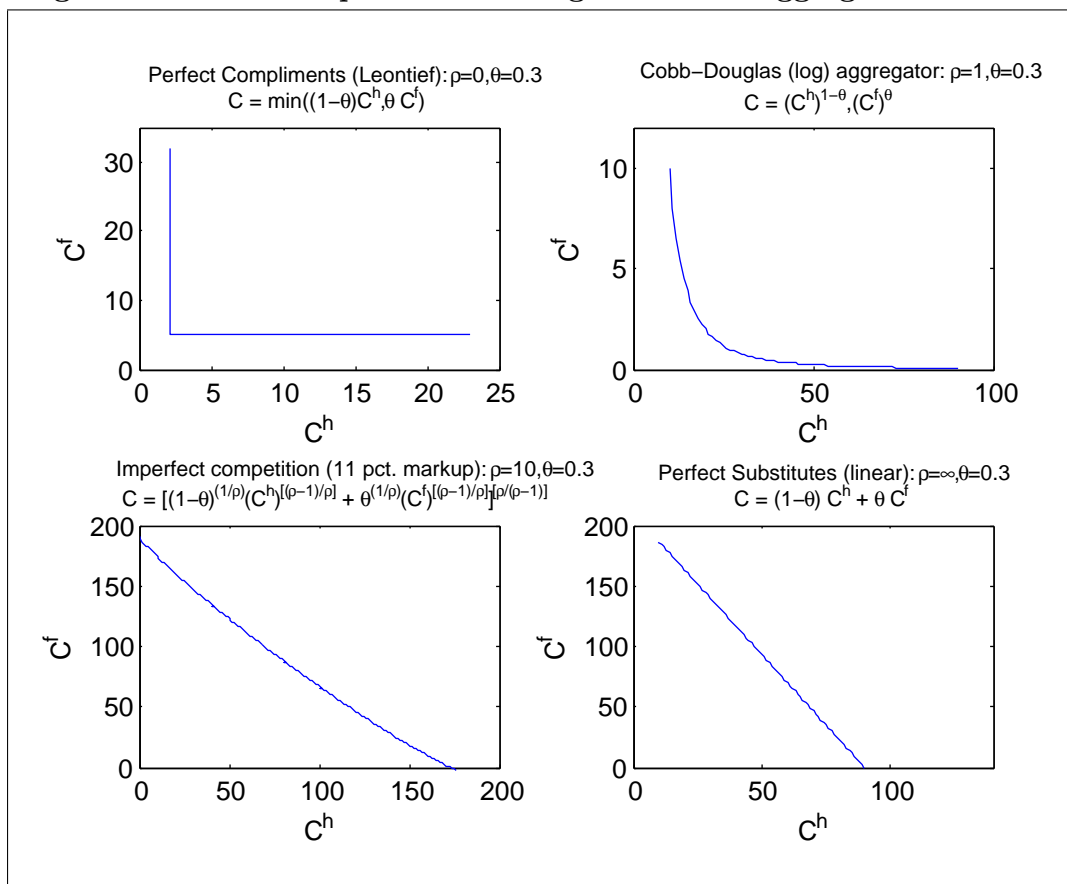 Perfect Compliments (Leontief): ρ=0,θ=0.3
C = min((1−θ)C^h,θ C^f)
30
20
10
0
C^f
0 5 10 15 20 25
C^h
Cobb−Douglas (log) aggregator: ρ=1,θ=0.3
C = (C^h)^1−θ,(C^f)^θ
10
5
0
C^f
0 50 100
C^h
Imperfect competition (11 pct. markup): ρ=10,θ=0.3
C = [(1−θ)^(1/ρ)(C^h)^[(ρ−1)/ρ] + θ^(1/ρ)(C^f)^[(ρ−1)/ρ]]^[ρ/(ρ−1)]
200
150
100
50
0
C^f
0 50 100 150 200
C^h
Perfect Substitutes (linear): ρ=∞,θ=0.3
C = (1−θ) C^h + θ C^f
200
150
100
50
0
C^f
0 50 100
C^h